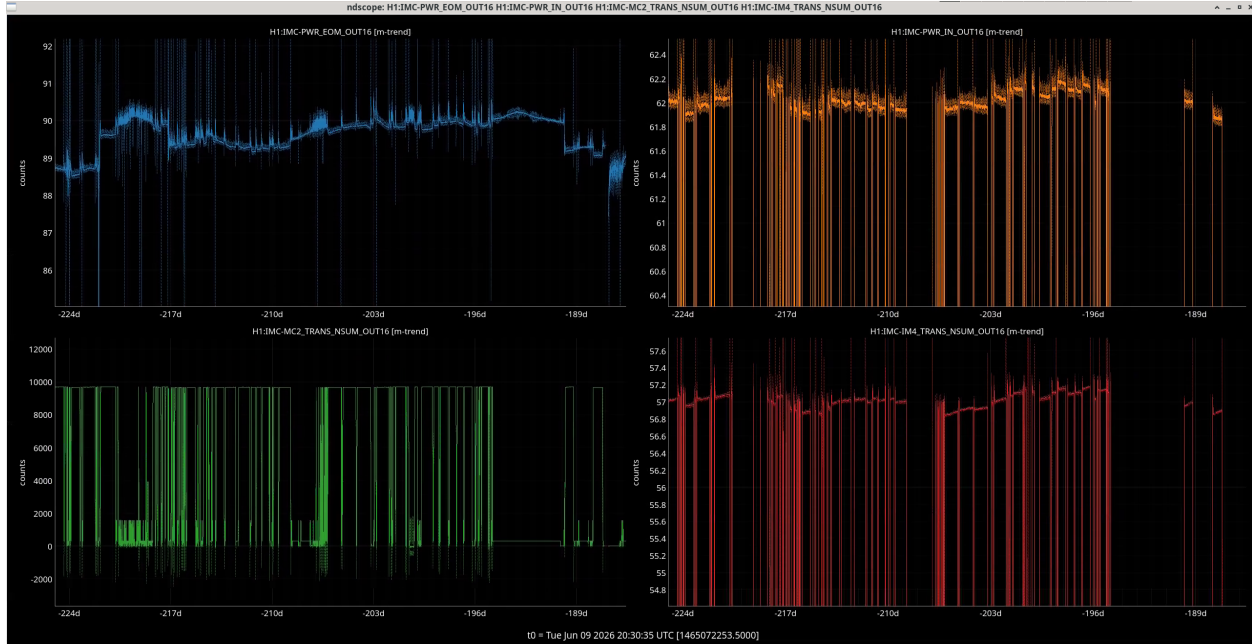 ndscope: H1:IMC-PWR_EOM_OUT16 H1:IMC-PWR_IN_OUT16 H1:IMC-MC2_TRANS_NSUM_OUT16 H1:IMC-IM4_TRANS_NSUM_OUT16
H1:IMC-PWR_EOM_OUT16 [m-trend]
counts
92
91
90
89
88
87
86
-224d -217d -210d -203d -196d -189d
H1:IMC-PWR_IN_OUT16 [m-trend]
counts
62.4
62.2
62
61.8
61.6
61.4
61.2
61
60.8
60.6
60.4
-224d -217d -210d -203d -196d -189d
H1:IMC-MC2_TRANS_NSUM_OUT16 [m-trend]
counts
12000
10000
8000
6000
4000
2000
0
-2000
-224d -217d -210d -203d -196d -189d
H1:IMC-IM4_TRANS_NSUM_OUT16 [m-trend]
counts
57.6
57.4
57.2
57
56.8
56.6
56.4
56.2
56
55.8
55.6
55.4
55.2
55
54.8
-224d -217d -210d -203d -196d -189d
t0 = Tue Jun 09 2026 20:30:35 UTC [1465072253.5000]